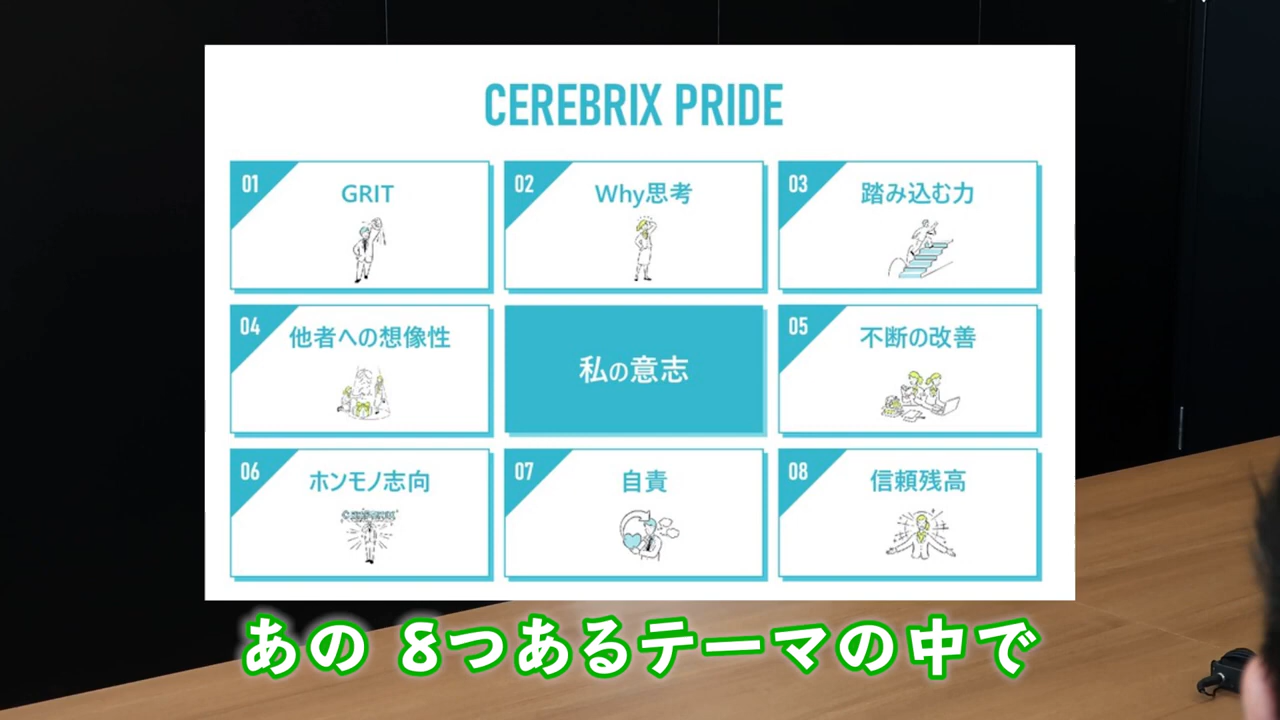 CEREBRIX PRIDE
01
GRIT
02
Why思考
03
踏み込む力
04
他者への想像性
私の意志
05
不断の改善
06
ホンモノ志向
07
自責
08
信頼残高
あの 8つあるテーマの中で